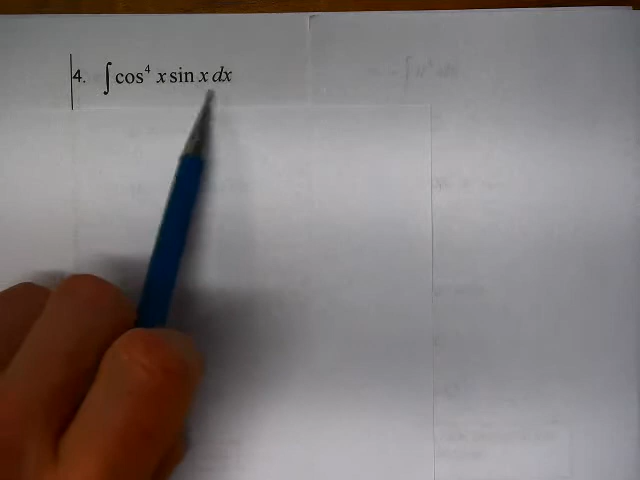 4. ∫cos⁴ x sin x dx